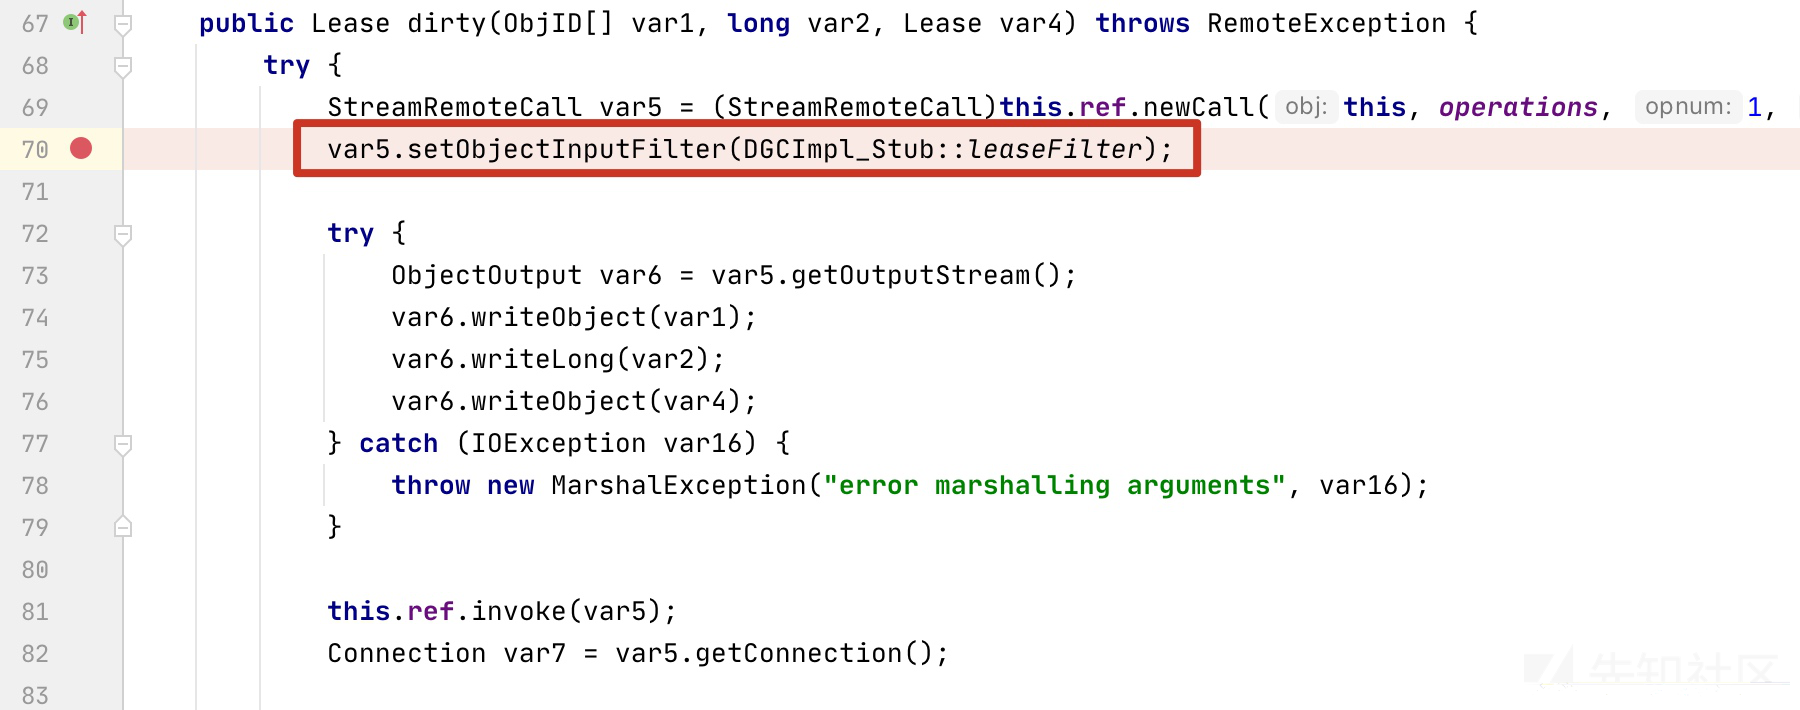 67 public Lease dirty(ObjID[] var1, long var2, Lease var4) throws RemoteException {
68 try {
69 StreamRemoteCall var5 = (StreamRemoteCall)this.ref.newCall( obj: this, operations, opnum: 1,
70 var5.setObjectInputFilter(DGCImpl_Stub::leaseFilter);
71
72 try {
73 ObjectOutput var6 = var5.getOutputStream();
74 var6.writeObject(var1);
75 var6.writeLong(var2);
76 var6.writeObject(var4);
77 } catch (IOException var16) {
78 throw new MarshalException("error marshalling arguments", var16);
79 }
80
81 this.ref.invoke(var5);
82 Connection var7 = var5.getConnection();
83
先知社区